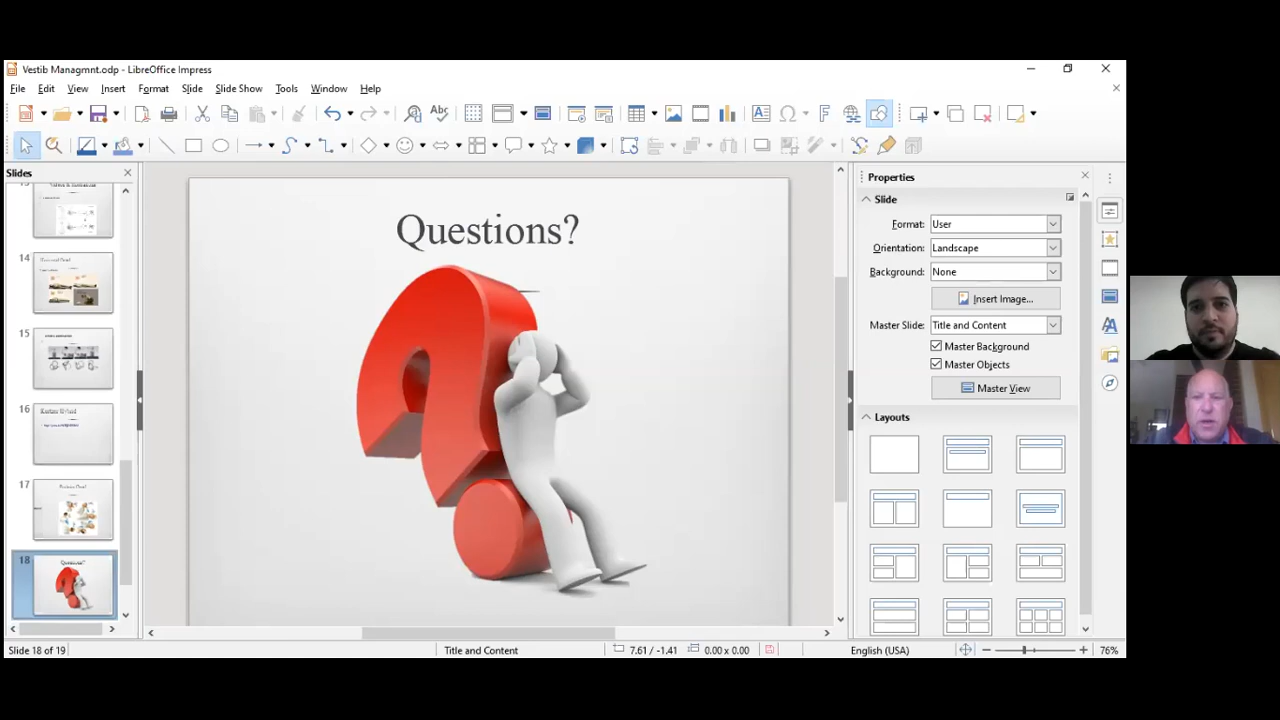 Vestib Managmnt.odp - LibreOffice Impress
File Edit View Insert Format Slide Slide Show Tools Window Help
Slides
14
15
16
17
18
Questions?
Questions?
Properties
Slide
Format: User
Orientation: Landscape
Background: None
Insert Image...
Master Slide: Title and Content
Master Background
Master Objects
Master View
Layouts
Slide 18 of 19
Title and Content
7.61 / -1.41
0.00 x 0.00
English (USA)
76%